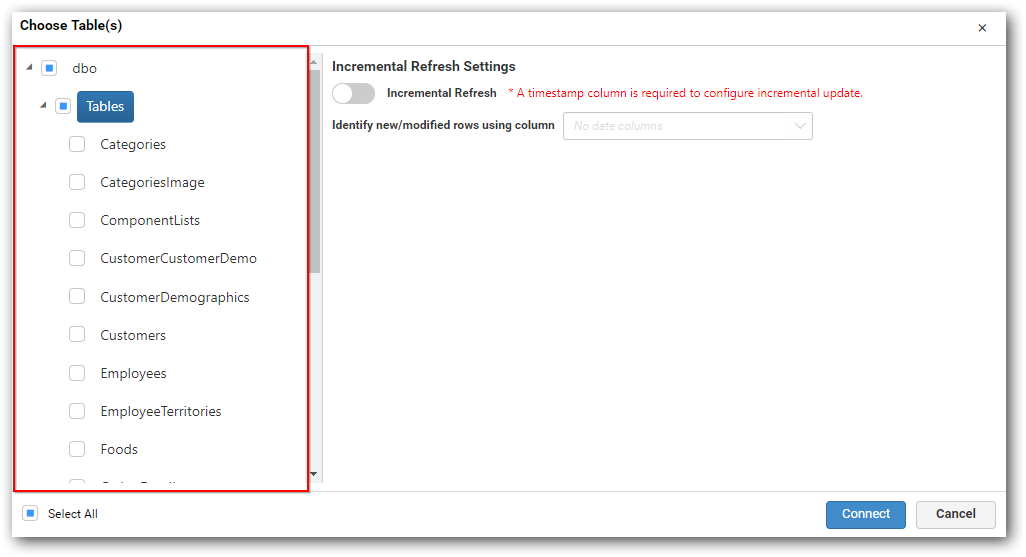 Choose Table(s)
dbo
Tables
Categories
CategoriesImage
ComponentLists
CustomerCustomerDemo
CustomerDemographics
Customers
Employees
EmployeeTerritories
Foods
Incremental Refresh Settings
Incremental Refresh * A timestamp column is required to configure incremental update.
Identify new/modified rows using column No date columns
Select All
Connect Cancel